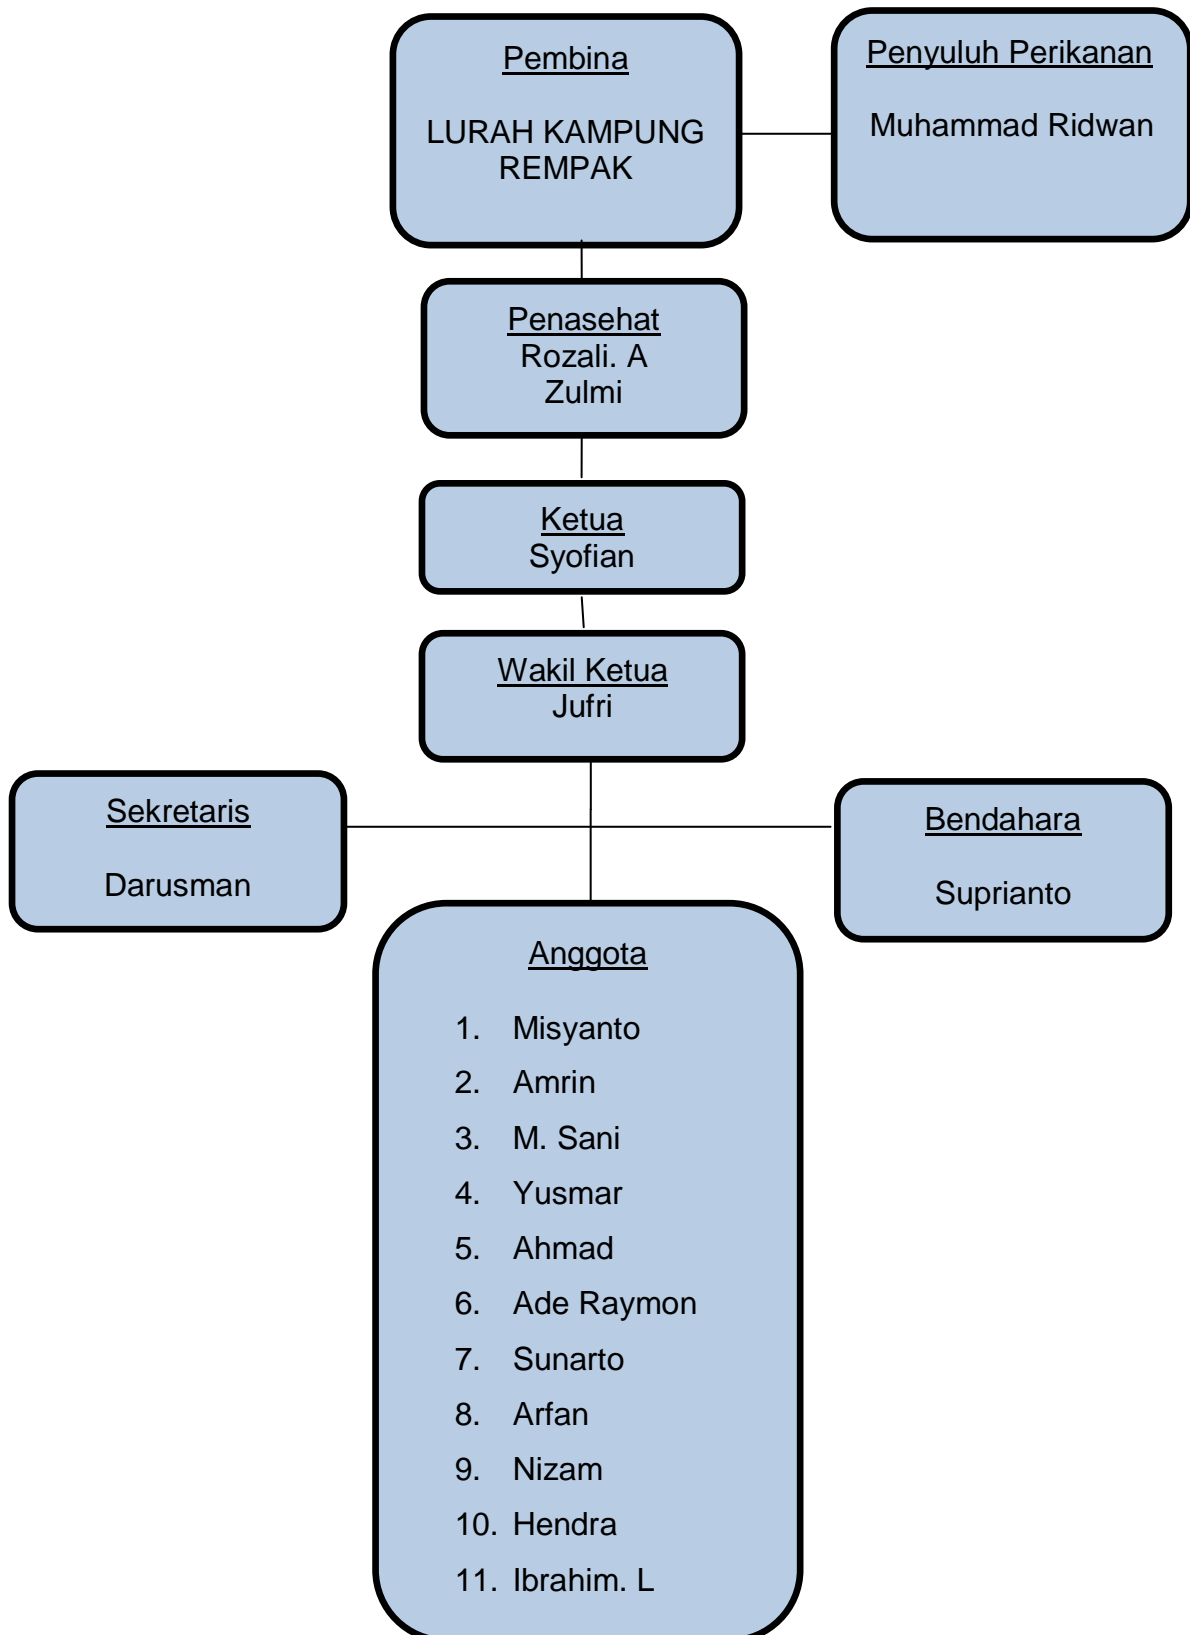 Pembina
LURAH KAMPUNG
REMPAK
Penyuluh Perikanan
Muhammad Ridwan
Penasehat
Rozali. A
Zulmi
Ketua
Syofian
Wakil Ketua
Jufri
Sekretaris
Darusman
Bendahara
Suprianto
Anggota
1. Misyanto
2. Amrin
3. M. Sani
4. Yusmar
5. Ahmad
6. Ade Raymon
7. Sunarto
8. Arfan
9. Nizam
10. Hendra
11. Ibrahim. L